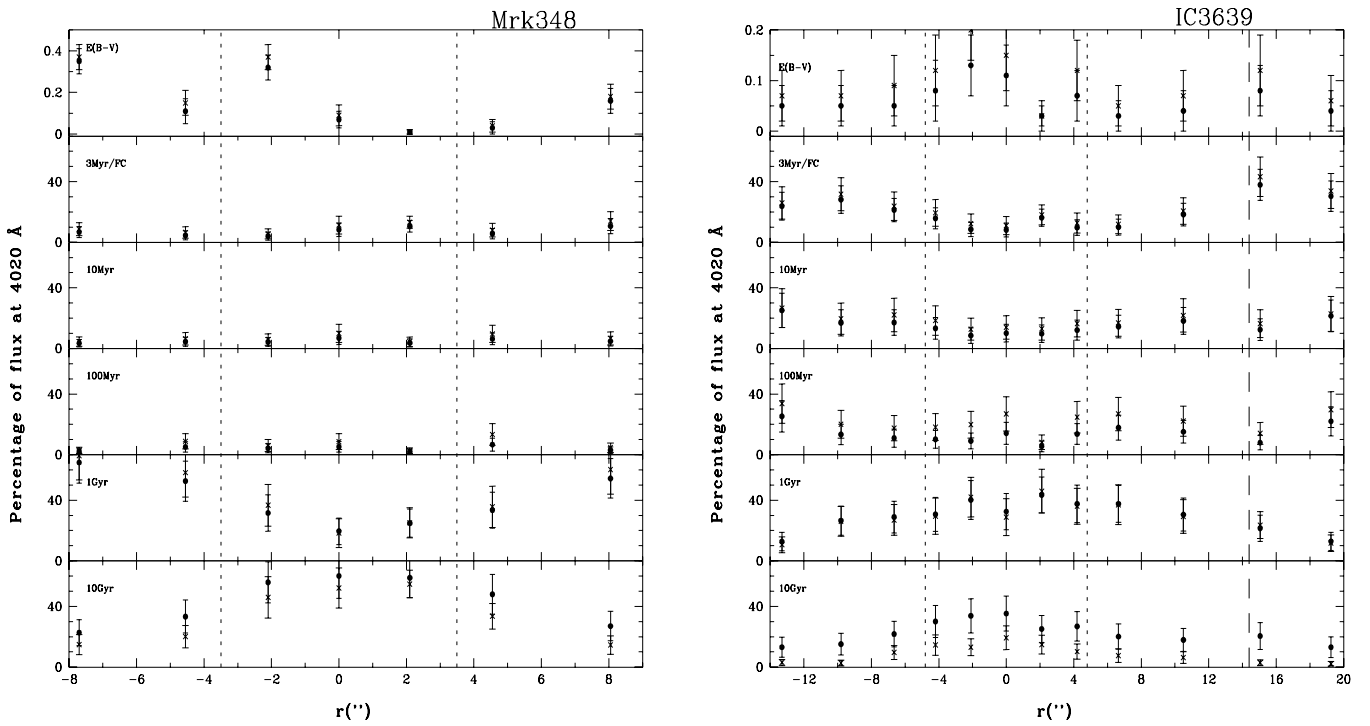 Mrk348
IC3639
Percentage of flux at 4020 Å
E(B-V)
0.4
0.2
0
3Myr/FC
40
20
0
10Myr
40
20
0
100Myr
40
20
0
1Gyr
40
0
10Gyr
40
0
-8 -6 -4 -2 0 2 4 6 8
r('')
Percentage of flux at 4020 Å
E(B-V)
0.2
0.1
0
3Myr/FC
40
0
10Myr
40
0
100Myr
40
0
1Gyr
40
0
10Gyr
40
0
-12 -8 -4 0 4 8 12 16 20
r('')